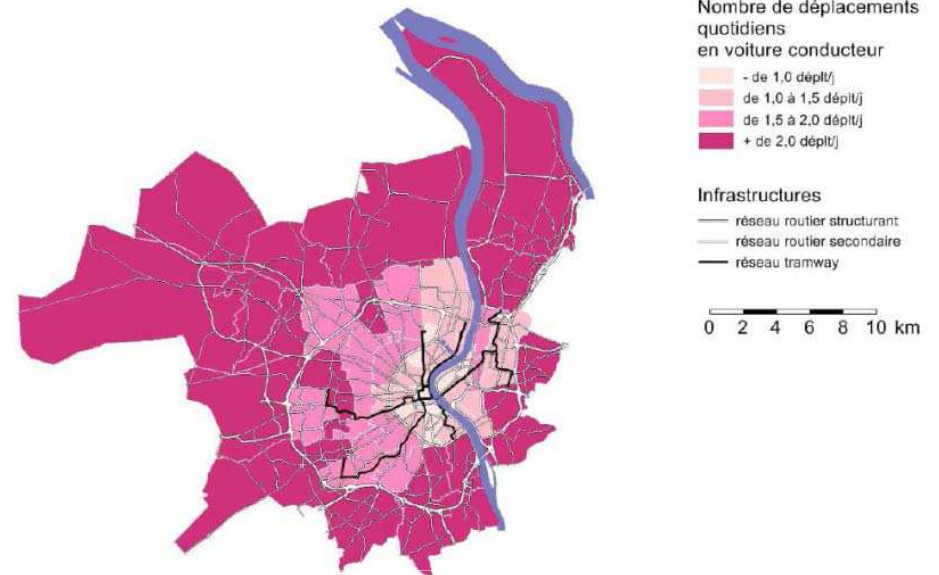 Nombre de déplacements
quotidiens
en voiture conducteur
- de 1,0 déplt/j
de 1,0 à 1,5 déplt/j
de 1,5 à 2,0 déplt/j
+ de 2,0 déplt/j
Infrastructures
réseau routier structurant
réseau routier secondaire
réseau tramway
0 2 4 6 8 10 km